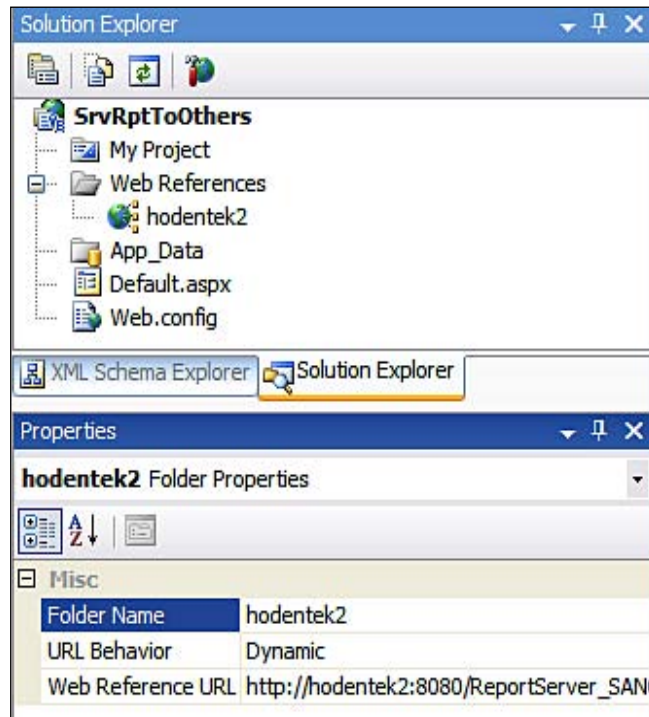 Solution Explorer
SrvRptToOthers
My Project
Web References
hodentek2
App_Data
Default.aspx
Web.config
XML Schema Explorer Solution Explorer
Properties
hodentek2 Folder Properties
Misc
Folder Name hodentek2
URL Behavior Dynamic
Web Reference URL http://hodentek2:8080/ReportServer_SAN